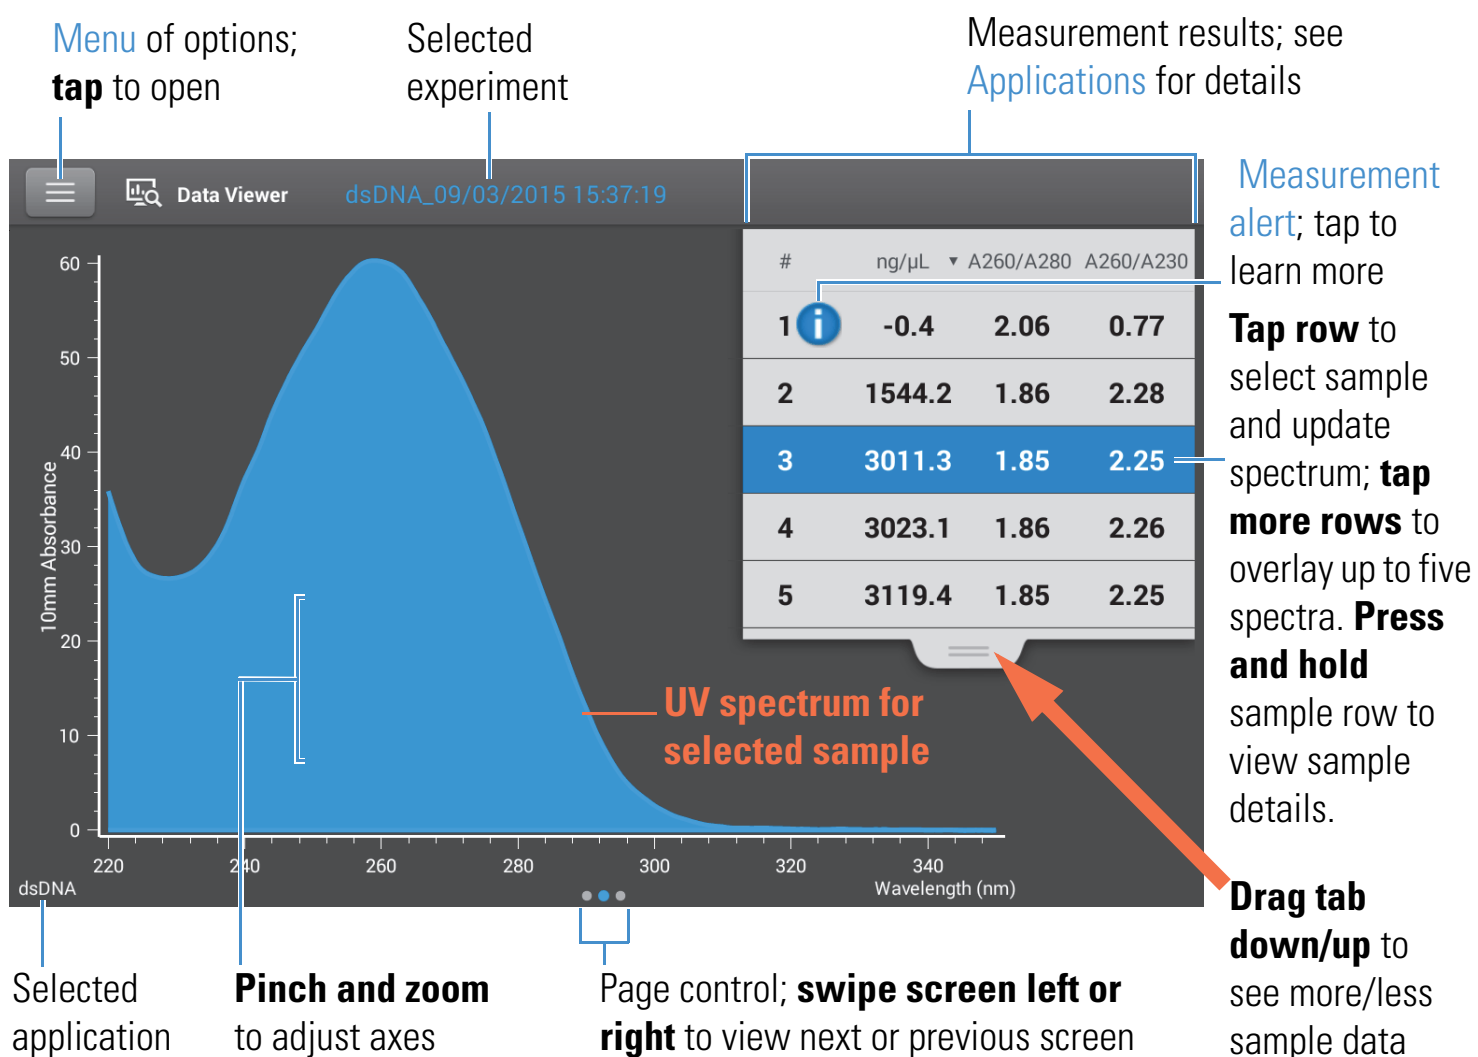 Menu of options;
tap to open
Selected
experiment
Measurement results; see
Applications for details
Data Viewer
dsDNA_09/03/2015 15:37:19
Measurement
alert; tap to
learn more
Tap row to
select sample
and update
spectrum; tap
more rows to
overlay up to five
spectra. Press
and hold
sample row to
view sample
details.
Drag tab
down/up to
see more/less
sample data
# ng/µL ▼ A260/A280 A260/A230
1 i -0.4 2.06 0.77
2 1544.2 1.86 2.28
3 3011.3 1.85 2.25
4 3023.1 1.86 2.26
5 3119.4 1.85 2.25
UV spectrum for
selected sample
10mm Absorbance
60
50
40
30
20
10
0
220 240 260 280 300 320 340
Wavelength (nm)
dsDNA
Selected
application
Pinch and zoom
to adjust axes
Page control; swipe screen left or
right to view next or previous screen